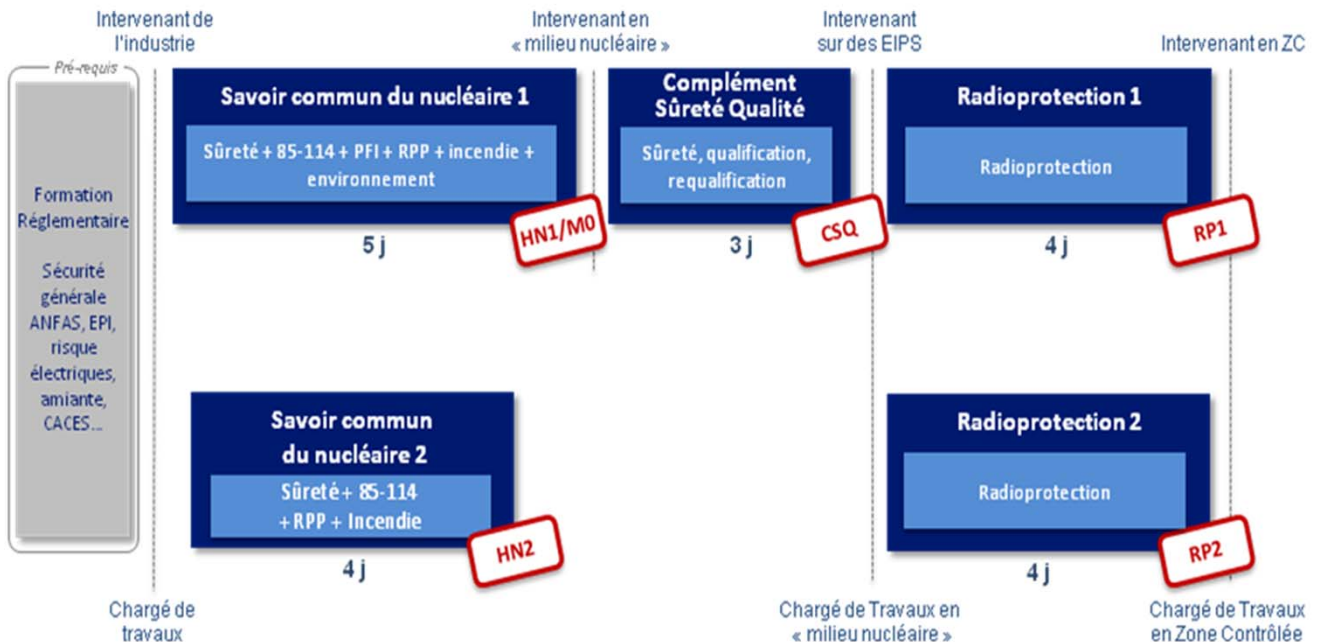 Intervenant de
l'industrie
Intervenant en
« milieu nucléaire »
Intervenant
sur des EIPS
Intervenant en ZC
Pré-requis
Formation
Réglementaire
Sécurité
générale
ANFAS, EPI,
risque
électriques,
amiante,
CACES...
Savoir commun du nucléaire 1
Sûreté + 85-114 + PFI + RPP + incendie +
environnement
HN1/M0
5 j
Complément
Sûreté Qualité
Sûreté, qualification,
requalification
CSQ
3 j
Radioprotection 1
Radioprotection
RP1
4 j
Savoir commun
du nucléaire 2
Sûreté + 85-114
+ RPP + Incendie
HN2
4 j
Radioprotection 2
Radioprotection
RP2
4 j
Chargé de
travaux
Chargé de Travaux en
« milieu nucléaire »
Chargé de Travaux
en Zone Contrôlée